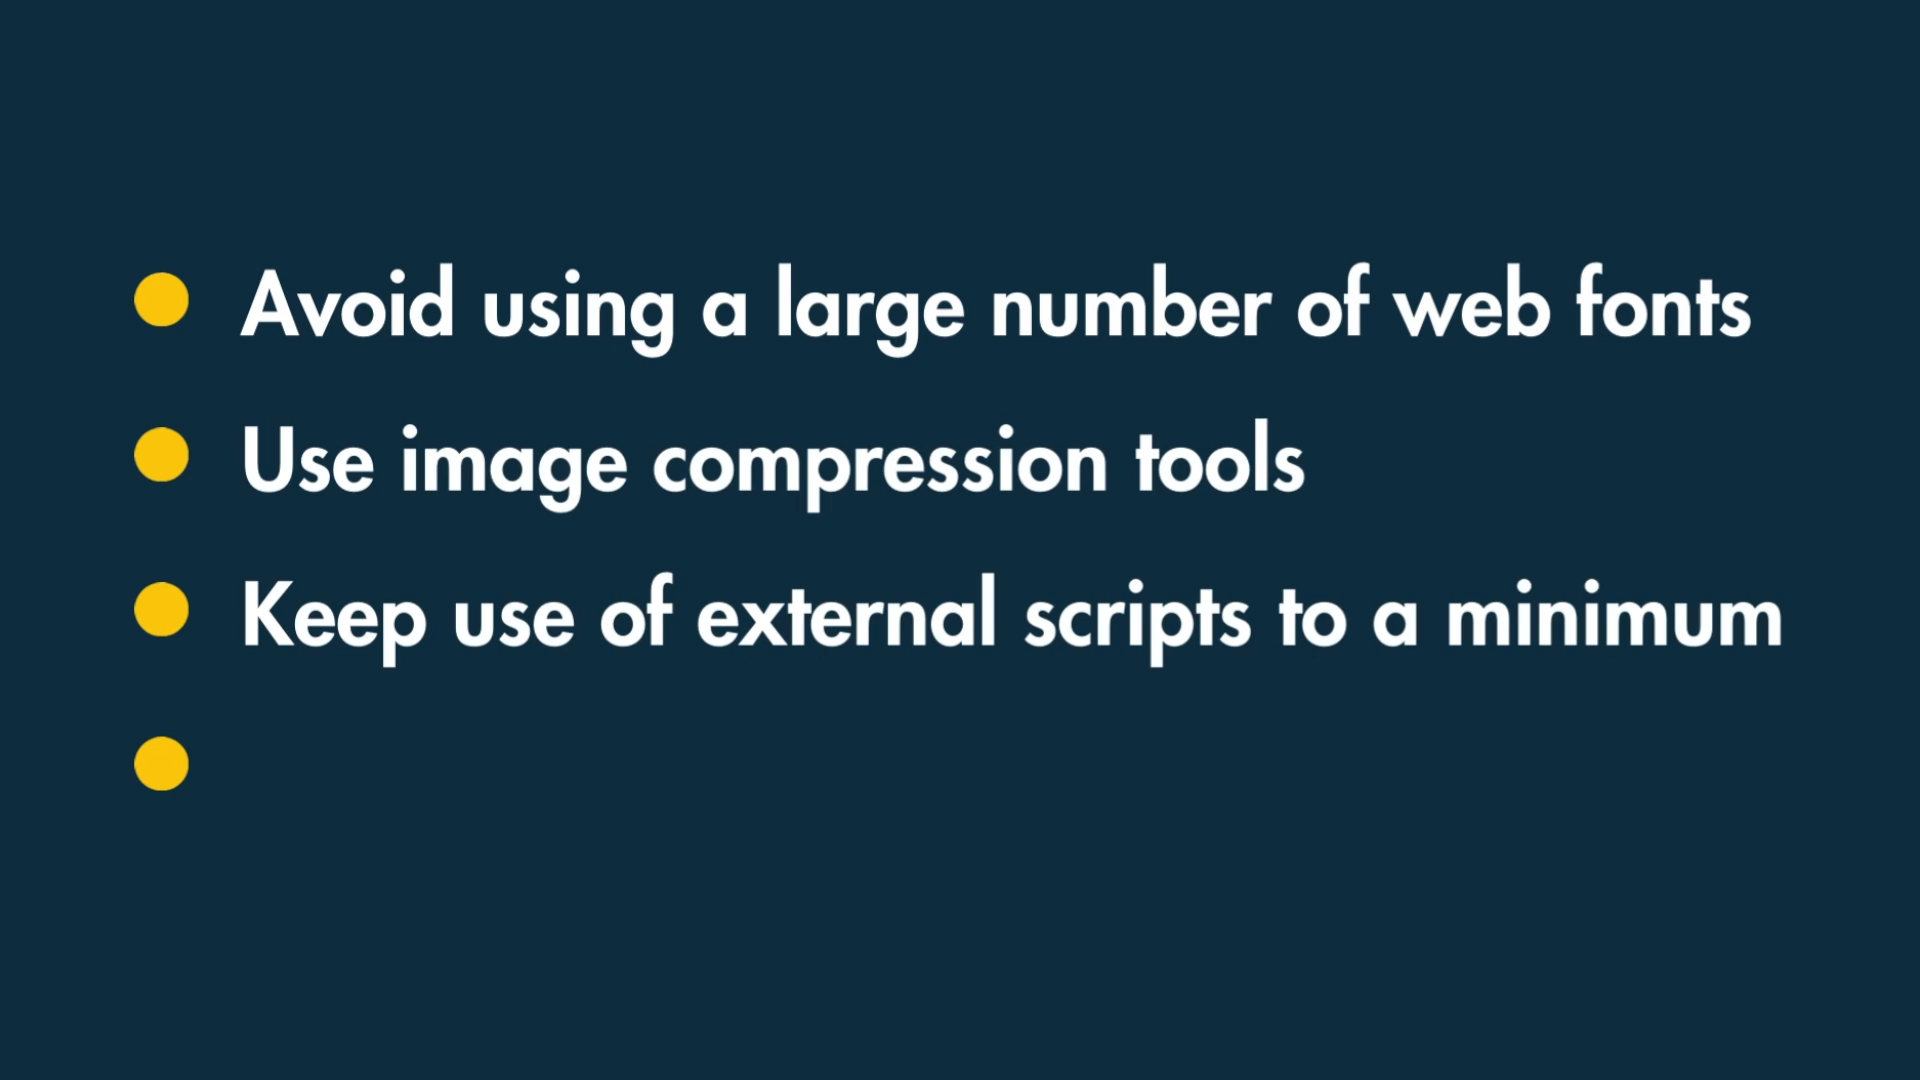 Avoid using a large number of web fonts
Use image compression tools
Keep use of external scripts to a minimum